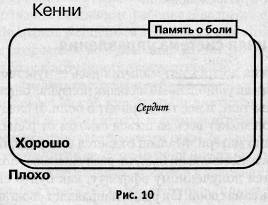 Кенни
Память о боли
Сердит
Хорошо
Плохо
Рис. 10